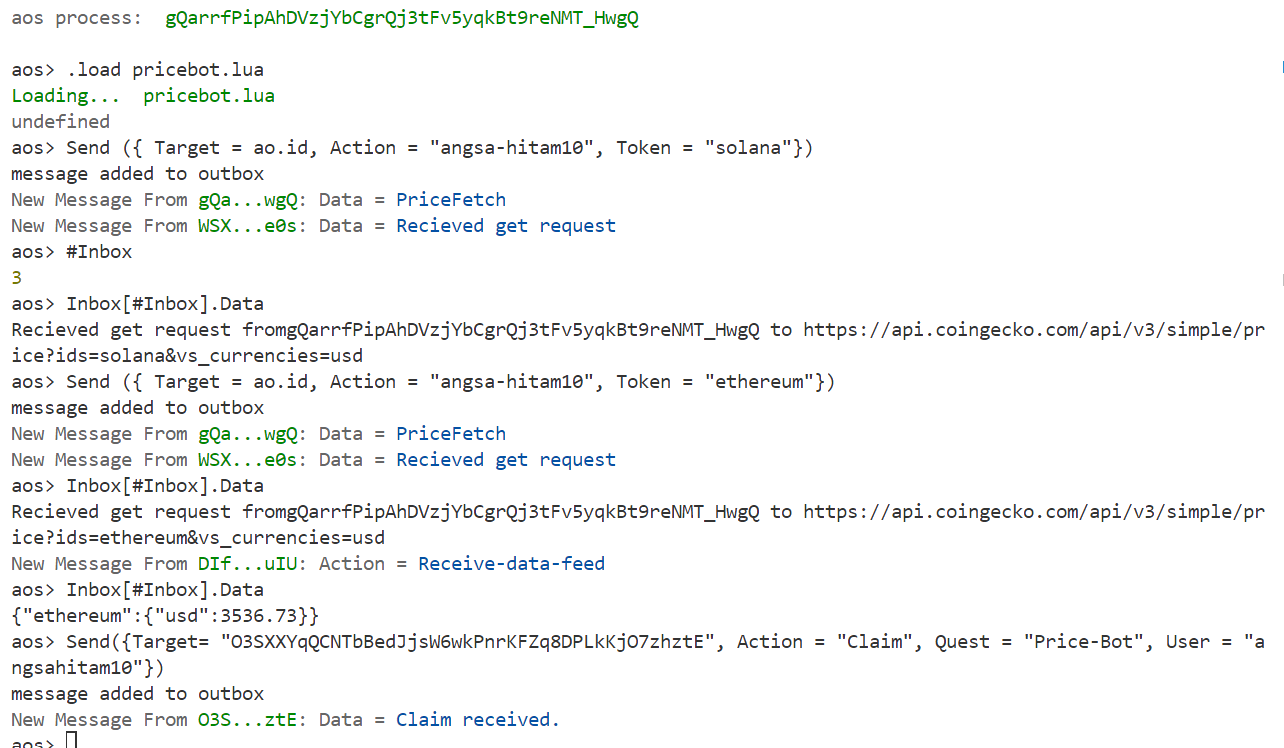 aos process:  gQarrfPipAhDVzjYbCgrQj3tFv5yqkBt9reNMT_HwgQ
aos> .load pricebot.lua
Loading...  pricebot.lua
undefined
aos> Send ({ Target = ao.id, Action = "angsa-hitam10", Token = "solana"})
message added to outbox
New Message From gQa...wgQ: Data = PriceFetch
New Message From WSX...e0s: Data = Recieved get request
aos> #Inbox
3
aos> Inbox[#Inbox].Data
Recieved get request fromgQarrfPipAhDVzjYbCgrQj3tFv5yqkBt9reNMT_HwgQ to https://api.coingecko.com/api/v3/simple/pr
ice?ids=solana&vs_currencies=usd
aos> Send ({ Target = ao.id, Action = "angsa-hitam10", Token = "ethereum"})
message added to outbox
New Message From gQa...wgQ: Data = PriceFetch
New Message From WSX...e0s: Data = Recieved get request
aos> Inbox[#Inbox].Data
Recieved get request fromgQarrfPipAhDVzjYbCgrQj3tFv5yqkBt9reNMT_HwgQ to https://api.coingecko.com/api/v3/simple/pr
ice?ids=ethereum&vs_currencies=usd
New Message From DIf...uIU: Action = Receive-data-feed
aos> Inbox[#Inbox].Data
{"ethereum":{"usd":3536.73}}
aos> Send({Target= "O3SXXYqQCNTbBedJjsW6wkPnrKFZq8DPLkKjO7zhztE", Action = "Claim", Quest = "Price-Bot", User = "a
ngsahitam10"})
message added to outbox
New Message From O3S...ztE: Data = Claim received.
aos>